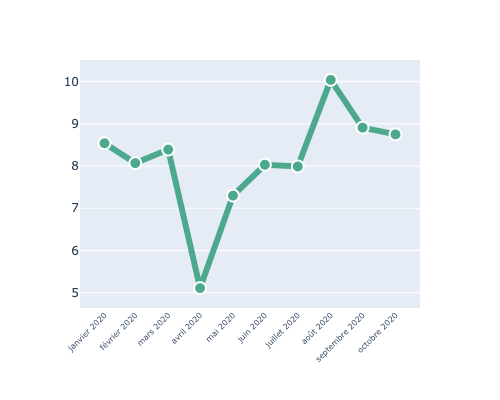 10
9
8
7
6
5
janvier 2020
février 2020
mars 2020
avril 2020
mai 2020
juin 2020
juillet 2020
août 2020
septembre 2020
octobre 2020